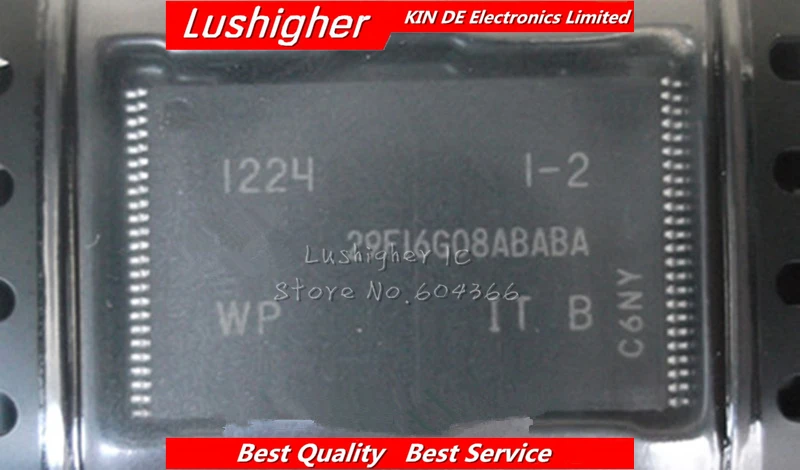 Lushigher KIN DE Electronics Limited
1224 1-2
29F16G08ABABA
Lushigher IC
Store No.604366
WP IT B
C6NY
Best Quality Best Service